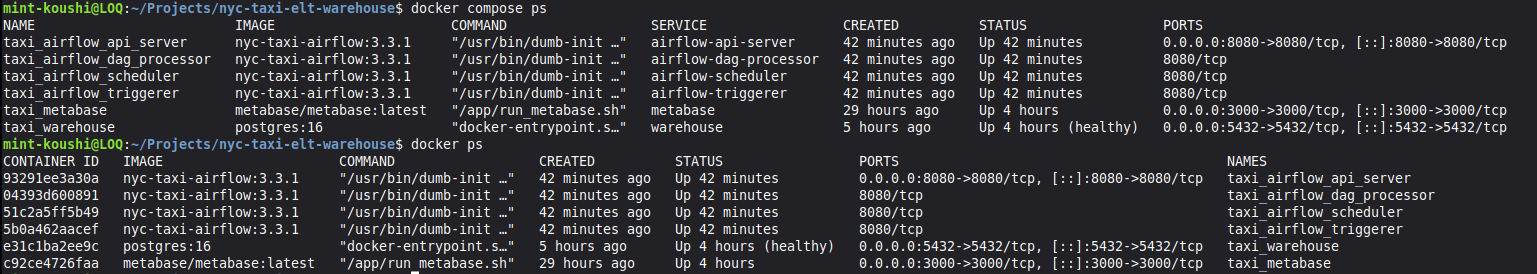 mint-koushi@LOQ:~/Projects/nyc-taxi-elt-warehouse$ docker compose ps
NAME IMAGE COMMAND SERVICE CREATED STATUS PORTS
taxi_airflow_api_server nyc-taxi-airflow:3.3.1 "/usr/bin/dumb-init …" airflow-api-server 42 minutes ago Up 42 minutes 0.0.0.0:8080->8080/tcp, [::]:8080->8080/tcp
taxi_airflow_dag_processor nyc-taxi-airflow:3.3.1 "/usr/bin/dumb-init …" airflow-dag-processor 42 minutes ago Up 42 minutes 8080/tcp
taxi_airflow_scheduler nyc-taxi-airflow:3.3.1 "/usr/bin/dumb-init …" airflow-scheduler 42 minutes ago Up 42 minutes 8080/tcp
taxi_airflow_triggerer nyc-taxi-airflow:3.3.1 "/usr/bin/dumb-init …" airflow-triggerer 42 minutes ago Up 42 minutes 8080/tcp
taxi_metabase metabase/metabase:latest "/app/run_metabase.sh" metabase 29 hours ago Up 4 hours 0.0.0.0:3000->3000/tcp, [::]:3000->3000/tcp
taxi_warehouse postgres:16 "docker-entrypoint.s…" warehouse 5 hours ago Up 4 hours (healthy) 0.0.0.0:5432->5432/tcp, [::]:5432->5432/tcp
mint-koushi@LOQ:~/Projects/nyc-taxi-elt-warehouse$ docker ps
CONTAINER ID IMAGE COMMAND CREATED STATUS PORTS NAMES
93291ee3a30a nyc-taxi-airflow:3.3.1 "/usr/bin/dumb-init …" 42 minutes ago Up 42 minutes 0.0.0.0:8080->8080/tcp, [::]:8080->8080/tcp taxi_airflow_api_server
04393d600891 nyc-taxi-airflow:3.3.1 "/usr/bin/dumb-init …" 42 minutes ago Up 42 minutes 8080/tcp taxi_airflow_dag_processor
51c2a5ff5b49 nyc-taxi-airflow:3.3.1 "/usr/bin/dumb-init …" 42 minutes ago Up 42 minutes 8080/tcp taxi_airflow_scheduler
5b0a462aacef nyc-taxi-airflow:3.3.1 "/usr/bin/dumb-init …" 42 minutes ago Up 42 minutes 8080/tcp taxi_airflow_triggerer
e31c1ba2ee9c postgres:16 "docker-entrypoint.s…" 5 hours ago Up 4 hours (healthy) 0.0.0.0:5432->5432/tcp, [::]:5432->5432/tcp taxi_warehouse
c92ce4726faa metabase/metabase:latest "/app/run_metabase.sh" 29 hours ago Up 4 hours 0.0.0.0:3000->3000/tcp, [::]:3000->3000/tcp taxi_metabase